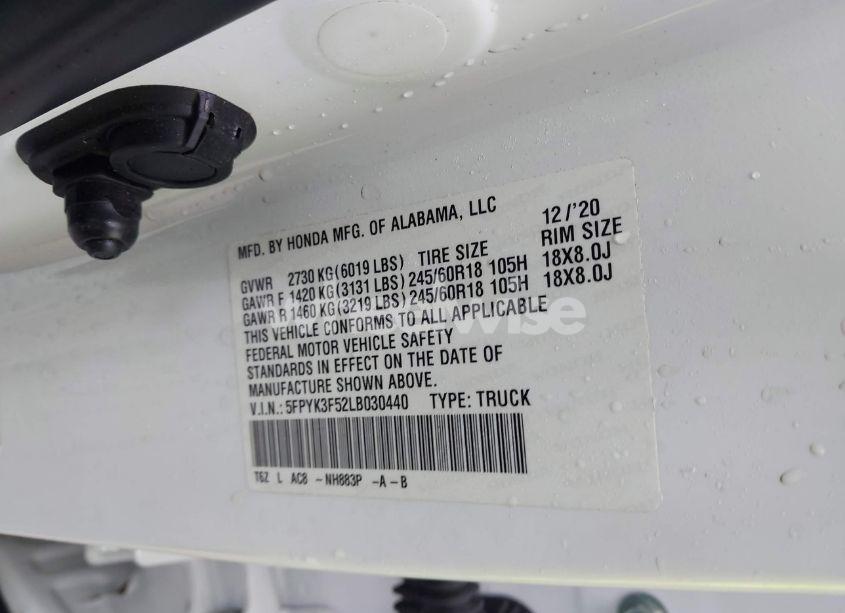 MFD. BY HONDA MFG. OF ALABAMA, LLC 12/'20
GVWR 2730 KG(6019 LBS) TIRE SIZE RIM SIZE
GAWR F 1420 KG(3131 LBS) 245/60R18 105H 18X8.0J
GAWR R 1460 KG(3219 LBS) 245/60R18 105H 18X8.0J
THIS VEHICLE CONFORMS TO ALL APPLICABLE
FEDERAL MOTOR VEHICLE SAFETY
STANDARDS IN EFFECT ON THE DATE OF
MANUFACTURE SHOWN ABOVE.
V.I.N.: 5FPYK3F52LB030440 TYPE: TRUCK
T6Z L AC8 -NH883P -A-B